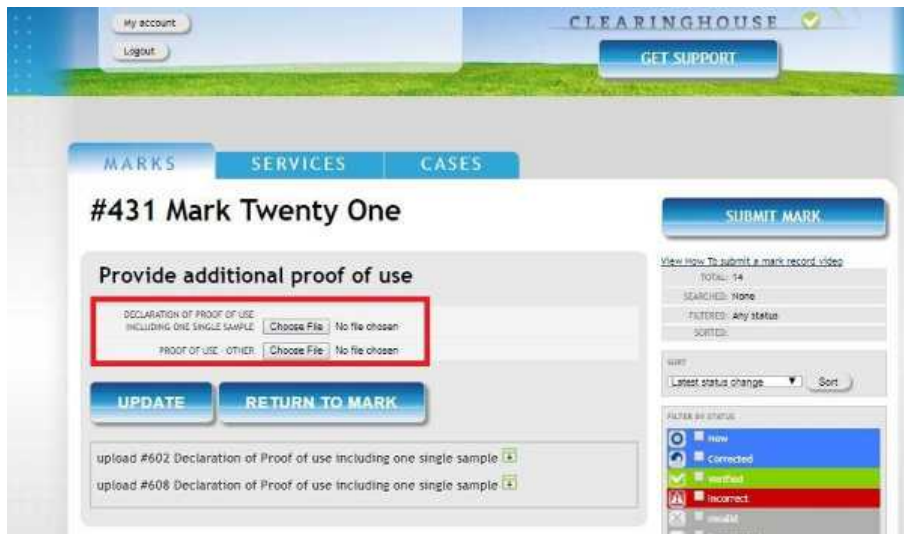 My account
Logout
CLEARINGHOUSE
GET SUPPORT
MARKS
SERVICES
CASES
#431 Mark Twenty One
SUBMIT MARK
View How To submit a mark record video
TOTAL: 14
SEARCHED: None
FILTERED: Any status
SORTED:
Provide additional proof of use
DECLARATION OF PROOF OF USE
INCLUDING ONE SINGLE SAMPLE Choose File No file chosen
PROOF OF USE - OTHER Choose File No file chosen
SORT
Latest status change Sort
UPDATE
RETURN TO MARK
FILTER BY STATUS
New
Corrected
Verified
Incorrect
Invalid
upload #602 Declaration of Proof of use including one single sample
upload #608 Declaration of Proof of use including one single sample